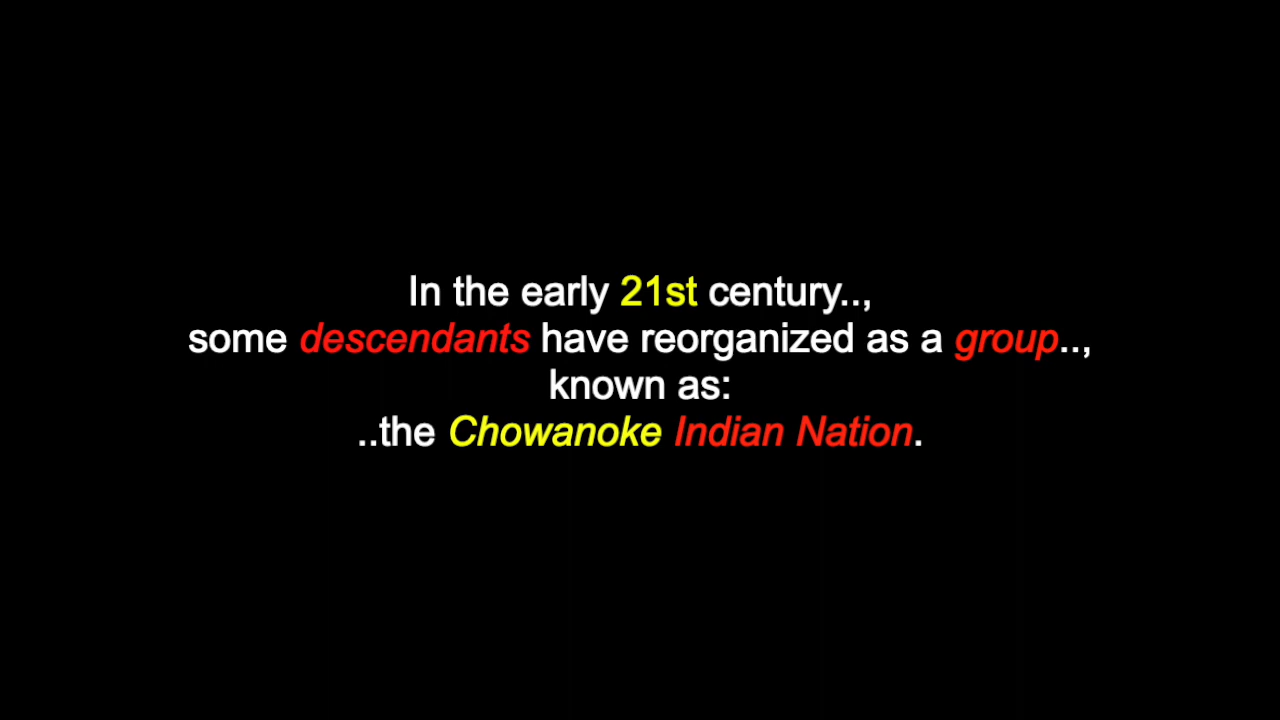 In the early 21st century..,
some descendants have reorganized as a group..,
known as:
..the Chowanoke Indian Nation.